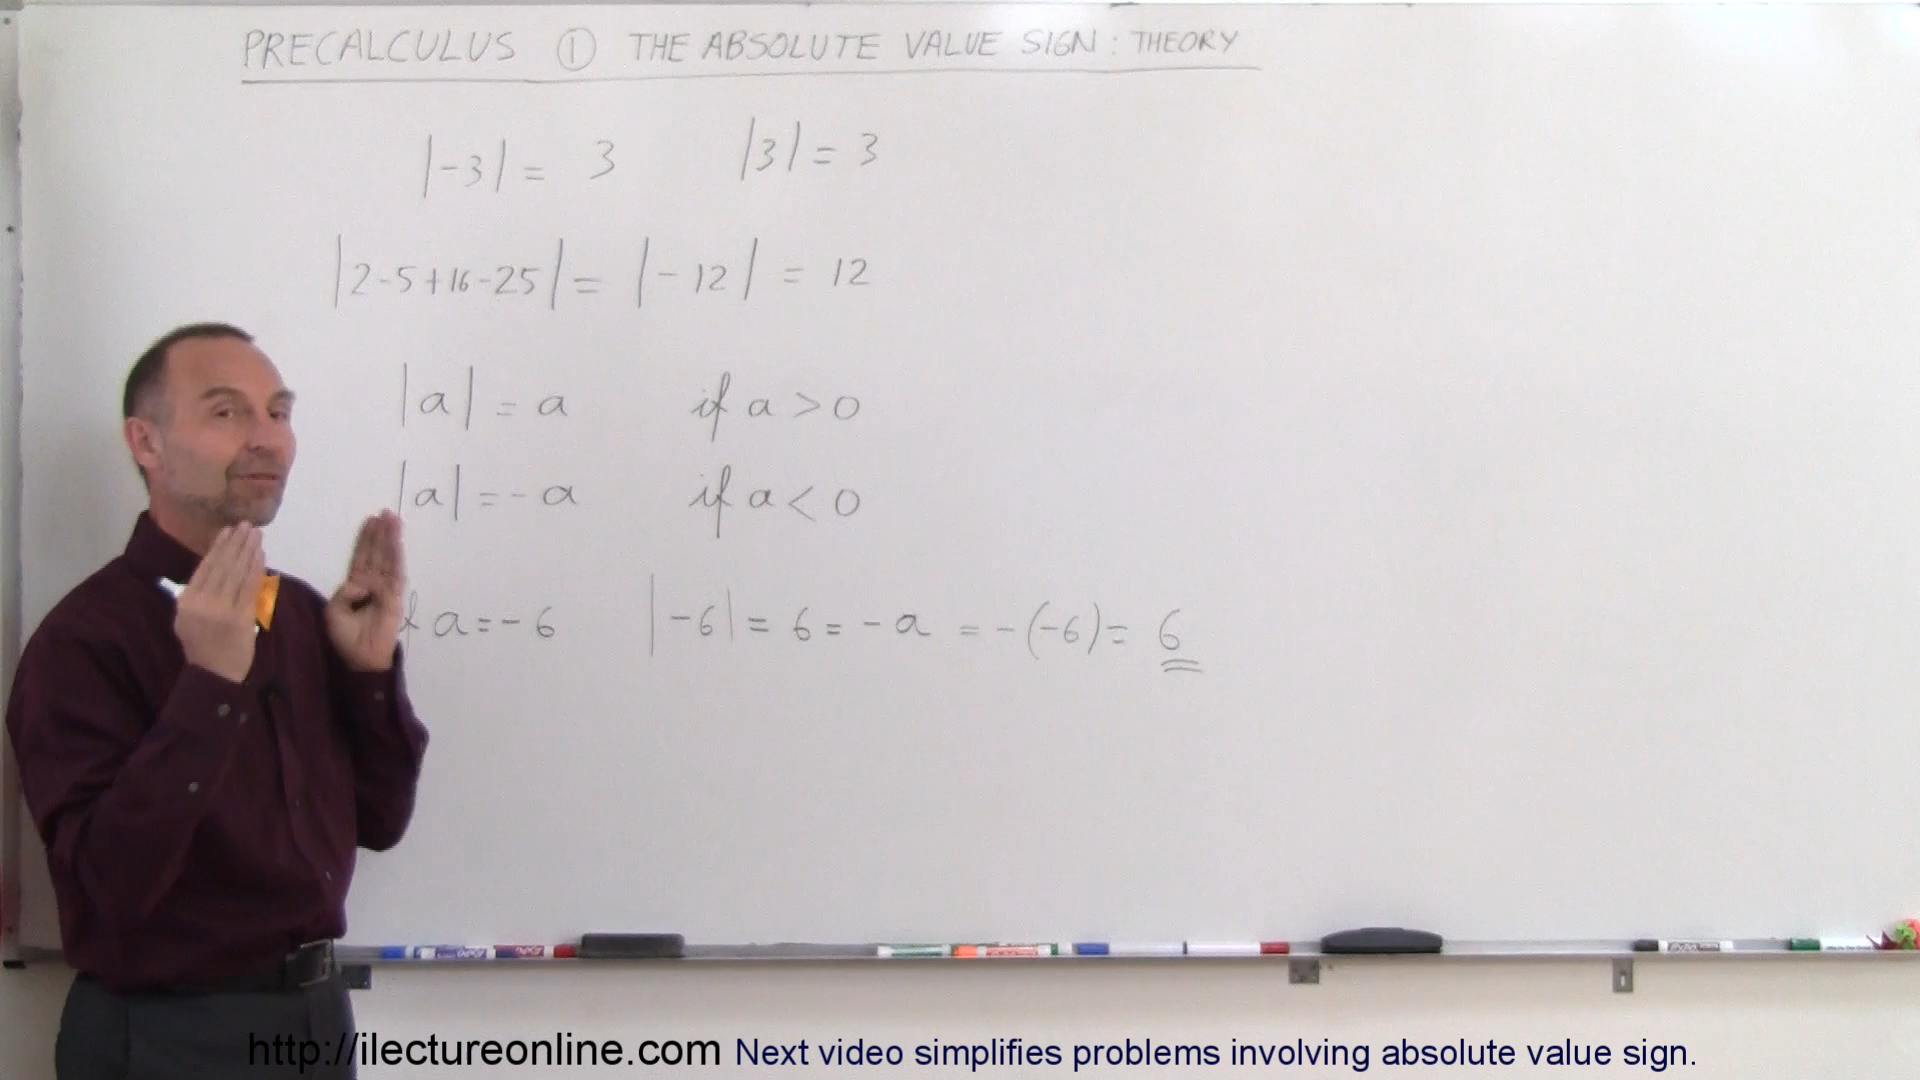 PRECALCULUS ① THE ABSOLUTE VALUE SIGN : THEORY
|-3| = 3 |3| = 3
|2-5+16-25| = |-12| = 12
|a| = a if a > 0
|a| = -a if a < 0
f a = -6 |-6| = 6 = -a = -(-6) = 6
http://ilectureonline.com Next video simplifies problems involving absolute value sign.